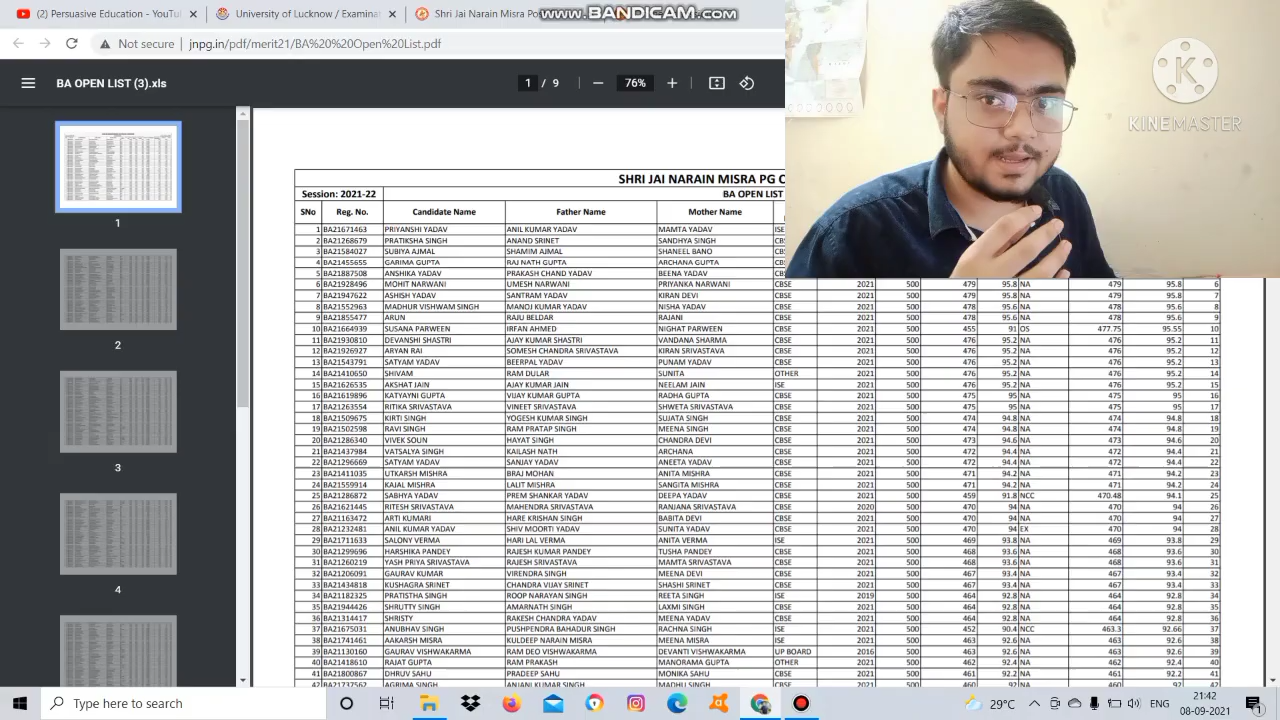 Persuasive Education - YouT
University of Lucknow / Examinat
Shri Jai Narain Misra Po
www.BANDICAM.com
Not secure
jnpg.in/pdf/merit21/BA%20%20Open%20List.pdf
BA OPEN LIST (3).xls
1 / 9
76%
KINEMASTER
1
2
3
4
SHRI JAI NARAIN MISRA PG C
Session: 2021-22 BA OPEN LIST
SNo Reg. No. Candidate Name Father Name Mother Name
1 BA21671463 PRIYANSHI YADAV ANIL KUMAR YADAV MAMTA YADAV ISE
2 BA21268679 PRATIKSHA SINGH ANAND SRINET SANDHYA SINGH CBS
3 BA21584027 SUBIYA AJMAL SHAMIM AJMAL SHANEEL BANO CBS
4 BA21455655 GARIMA GUPTA RAJ NATH GUPTA ARCHANA GUPTA CBS
5 BA21887508 ANSHIKA YADAV PRAKASH CHAND YADAV BEENA YADAV CBS
6 BA21928496 MOHIT NARWANI UMESH NARWANI PRIYANKA NARWANI CBSE 2021 500 479 95.8 NA 479 95.8 6
7 BA21947622 ASHISH YADAV SANTRAM YADAV KIRAN DEVI CBSE 2021 500 479 95.8 NA 479 95.8 7
8 BA21552963 MADHUR VISHWAM SINGH MANOJ KUMAR YADAV NISHA YADAV CBSE 2021 500 478 95.6 NA 478 95.6 8
9 BA21855477 ARUN RAJU BELDAR RAJANI CBSE 2021 500 478 95.6 NA 478 95.6 9
10 BA21664939 SUSANA PARWEEN IRFAN AHMED NIGHAT PARWEEN CBSE 2021 500 455 91 OS 477.75 95.55 10
11 BA21930810 DEVANSHI SHASTRI AJAY KUMAR SHASTRI VANDANA SHARMA CBSE 2021 500 476 95.2 NA 476 95.2 11
12 BA21926927 ARYAN RAI SOMESH CHANDRA SRIVASTAVA KIRAN SRIVASTAVA CBSE 2021 500 476 95.2 NA 476 95.2 12
13 BA21543791 SATYAM YADAV BEERPAL YADAV PUNAM YADAV CBSE 2021 500 476 95.2 NA 476 95.2 13
14 BA21410650 SHIVAM RAM DULAR SUNITA OTHER 2021 500 476 95.2 NA 476 95.2 14
15 BA21626535 AKSHAT JAIN AJAY KUMAR JAIN NEELAM JAIN ISE 2021 500 476 95.2 NA 476 95.2 15
16 BA21619896 KATYAYNI GUPTA VIJAY KUMAR GUPTA RADHA GUPTA CBSE 2021 500 475 95 NA 475 95 16
17 BA21263554 RITIKA SRIVASTAVA VINEET SRIVASTAVA SHWETA SRIVASTAVA CBSE 2021 500 475 95 NA 475 95 17
18 BA21509675 KIRTI SINGH YOGESH KUMAR SINGH SUJATA SINGH CBSE 2021 500 474 94.8 NA 474 94.8 18
19 BA21502598 RAVI SINGH RAM PRATAP SINGH MEENA SINGH CBSE 2021 500 474 94.8 NA 474 94.8 19
20 BA21286340 VIVEK SOUN HAYAT SINGH CHANDRA DEVI CBSE 2021 500 473 94.6 NA 473 94.6 20
21 BA21437984 VATSALYA SINGH KAILASH NATH ARCHANA CBSE 2021 500 472 94.4 NA 472 94.4 21
22 BA21296669 SATYAM YADAV SANJAY YADAV ANEETA YADAV CBSE 2021 500 472 94.4 NA 472 94.4 22
23 BA21411035 UTKARSH MISHRA BRAJ MOHAN ANITA MISHRA CBSE 2021 500 471 94.2 NA 471 94.2 23
24 BA21559914 KAJAL MISHRA LALIT MISHRA SANGITA MISHRA CBSE 2021 500 471 94.2 NA 471 94.2 24
25 BA21286872 SABHYA YADAV PREM SHANKAR YADAV DEEPA YADAV CBSE 2021 500 459 91.8 NCC 470.48 94.1 25
26 BA21621445 RITESH SRIVASTAVA MAHENDRA SRIVASTAVA RANJANA SRIVASTAVA CBSE 2020 500 470 94 NA 470 94 26
27 BA21163472 ARTI KUMARI HARE KRISHAN SINGH BABITA DEVI CBSE 2021 500 470 94 NA 470 94 27
28 BA21232481 ANIL KUMAR YADAV SHIV MOORTI YADAV SUNITA YADAV CBSE 2021 500 470 94 EX 470 94 28
29 BA21711633 SALONY VERMA HARI LAL VERMA ANITA VERMA ISE 2021 500 469 93.8 NA 469 93.8 29
30 BA21299696 HARSHIKA PANDEY RAJESH KUMAR PANDEY TUSHA PANDEY CBSE 2021 500 468 93.6 NA 468 93.6 30
31 BA21260219 YASH PRIYA SRIVASTAVA RAKESH KUMAR SRIVASTAVA MAMTA SRIVASTAVA CBSE 2021 500 468 93.6 NA 468 93.6 31
32 BA21206091 GAURAV KUMAR VIRENDRA SINGH MEENA DEVI CBSE 2021 500 467 93.4 NA 467 93.4 32
33 BA21434818 KUSHAGRA SRINET CHANDRA VIJAY SRINET SHASHI SRINET CBSE 2021 500 467 93.4 NA 467 93.4 33
34 BA21182325 PRATISTHA SINGH ROOP NARAYAN SINGH REETA SINGH ISE 2019 500 464 92.8 NA 464 92.8 34
35 BA21944426 SHRUTTY SINGH AMARNATH SINGH LAXMI SINGH CBSE 2021 500 464 92.8 NA 464 92.8 35
36 BA21314417 SHRISTY RAKESH CHANDRA YADAV MEENA YADAV CBSE 2021 500 464 92.8 NA 464 92.8 36
37 BA21675031 ANUBHAV SINGH PUSHPENDRA BAHADUR SINGH RACHNA SINGH ISE 2021 500 452 90.4 NCC 463.3 92.66 37
38 BA21741461 AAKARSH MISRA KULDEEP NARAIN MISRA MEENA MISRA ISE 2021 500 463 92.6 NA 463 92.6 38
39 BA21130160 GAURAV VISHWAKARMA RAM DEO VISHWAKARMA DEVANTI VISHWAKARMA UP BOARD 2016 500 463 92.6 NA 463 92.6 39
40 BA21418610 RAJAT GUPTA RAM PRAKASH MANORAMA GUPTA OTHER 2021 500 462 92.4 NA 462 92.4 40
41 BA21800867 DHRUV SAHU PRADEEP SAHU MONIKA SAHU CBSE 2021 500 461 92.2 NA 461 92.2 41
42 BA21737562 AGRIMA SINGH ANJANI KUMAR SINGH MADHU SINGH CBSE 2021 500 460 92 NA 460 92 42
Type here to search
29°C
ENG
21:42
08-09-2021
1